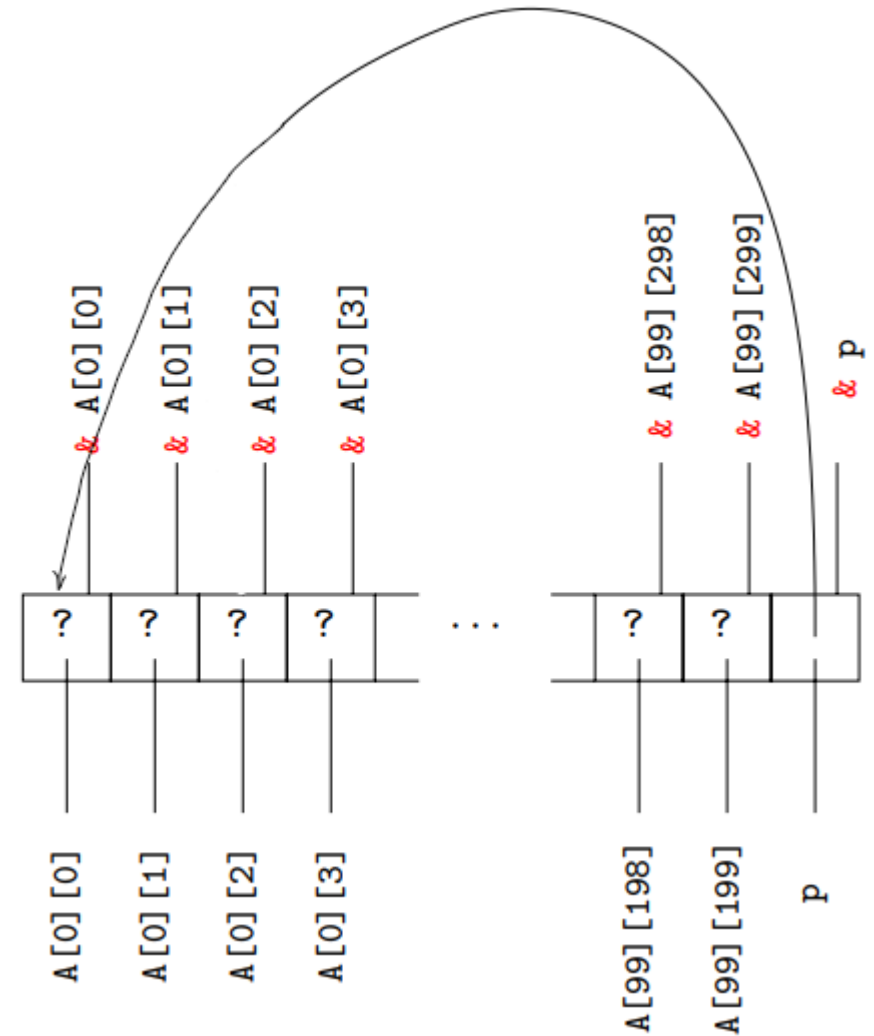 & A[0][0]
& A[0][1]
& A[0][2]
& A[0][3]
& A[99][298]
& A[99][299]
& p
?
?
?
?
...
?
?
A[0][0]
A[0][1]
A[0][2]
A[0][3]
A[99][198]
A[99][199]
p